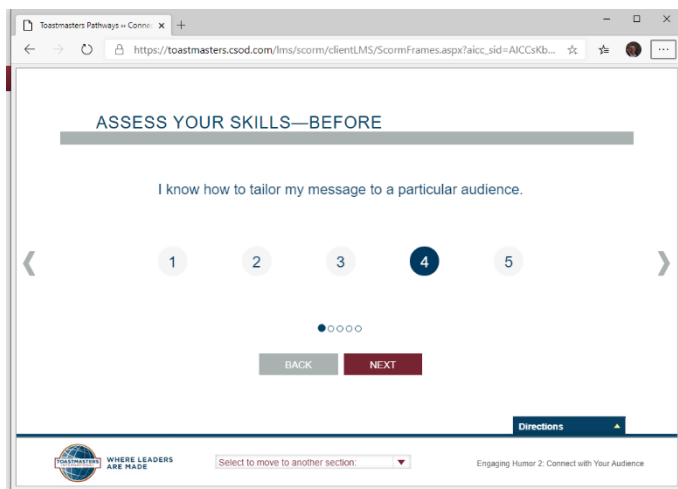 Toastmasters Pathways
https://toastmasters.csod.com/lms/scorm/clientLMS/ScormFrames.aspx?aicc_sid=AICCsKb...
ASSESS YOUR SKILLS—BEFORE
I know how to tailor my message to a particular audience.
1 2 3 4 5
BACK NEXT
Directions
TOASTMASTERS
INTERNATIONAL
WHERE LEADERS
ARE MADE
Select to move to another section:
Engaging Humor 2: Connect with Your Audience